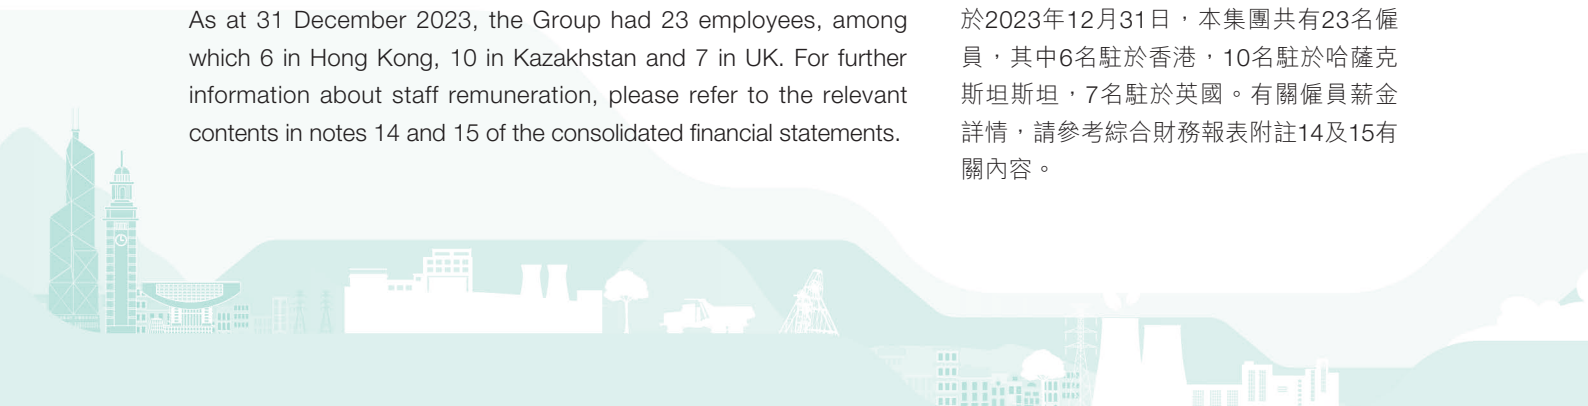 As at 31 December 2023, the Group had 23 employees, among
which 6 in Hong Kong, 10 in Kazakhstan and 7 in UK. For further
information about staff remuneration, please refer to the relevant
contents in notes 14 and 15 of the consolidated financial statements.
於2023年12月31日，本集團共有23名僱
員，其中6名駐於香港，10名駐於哈薩克
斯坦斯坦，7名駐於英國。有關僱員薪金
詳情，請參考綜合財務報表附註14及15有
關內容。